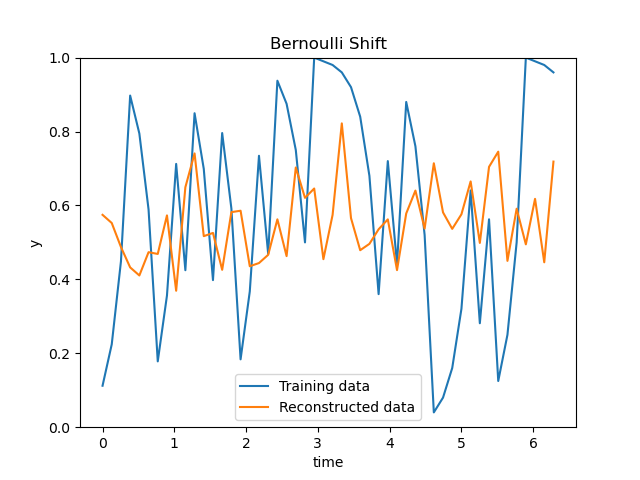 Bernoulli Shift
1.0
0.8
0.6
0.4
0.2
0.0
y
Training data
Reconstructed data
0 1 2 3 4 5 6
time